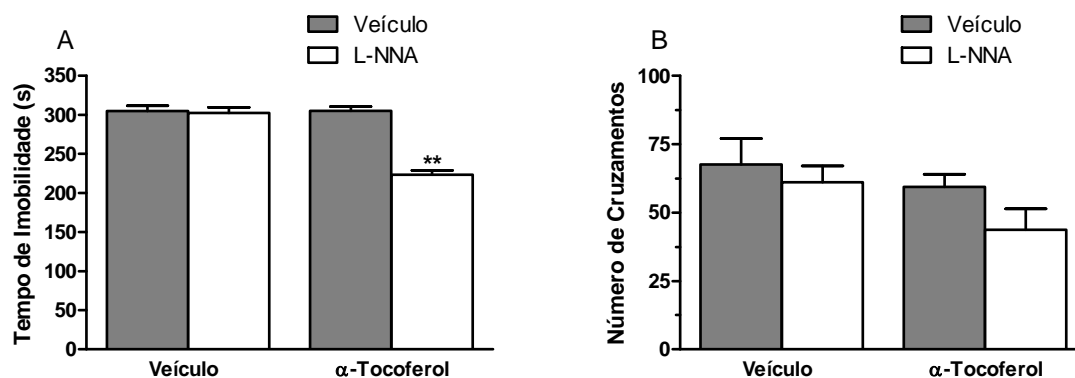 A
Veículo
L-NNA
Tempo de Imobilidade (s)
350
300
250
200
150
100
50
0
**
Veículo
α-Tocoferol
B
Veículo
L-NNA
Número de Cruzamentos
100
75
50
25
0
Veículo
α-Tocoferol